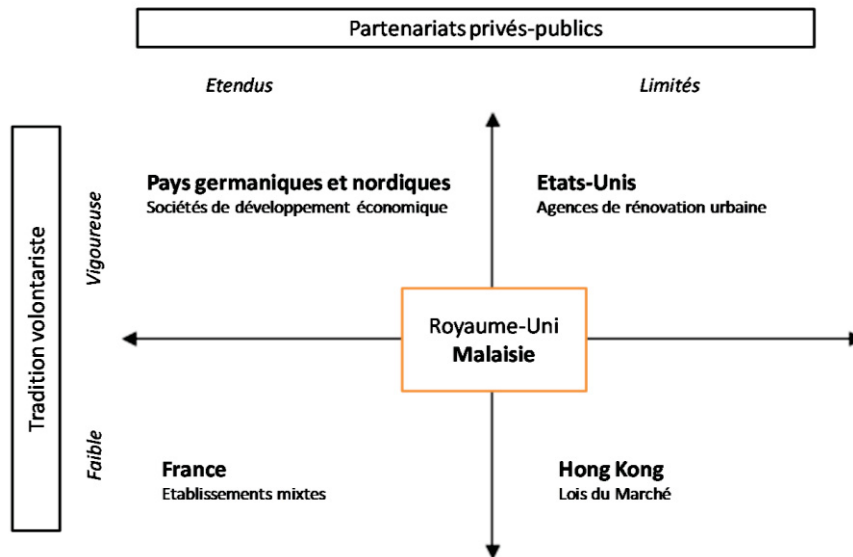 Partenariats privés-publics
Etendus
Limités
Tradition volontariste
Vigoureuse
Pays germaniques et nordiques
Sociétés de développement économique
Etats-Unis
Agences de rénovation urbaine
Royaume-Uni
Malaisie
Faible
France
Etablissements mixtes
Hong Kong
Lois du Marché